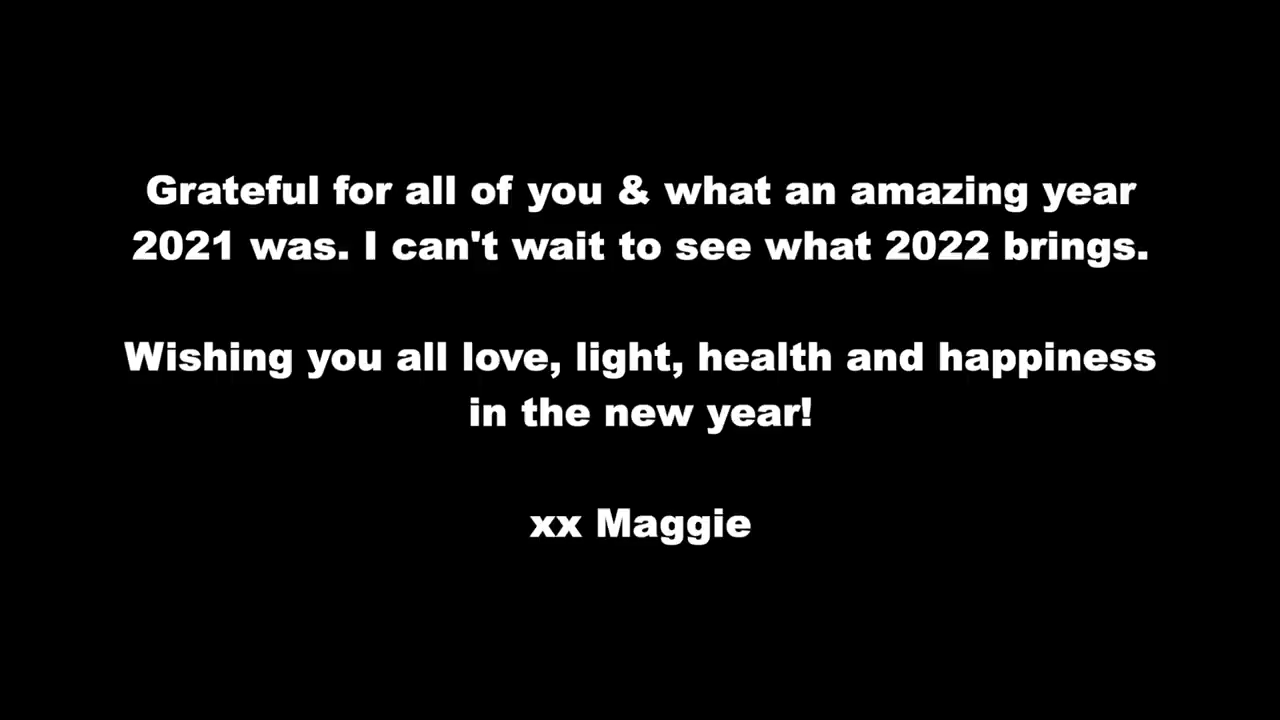 Grateful for all of you & what an amazing year
2021 was. I can't wait to see what 2022 brings.
Wishing you all love, light, health and happiness
in the new year!
xx Maggie